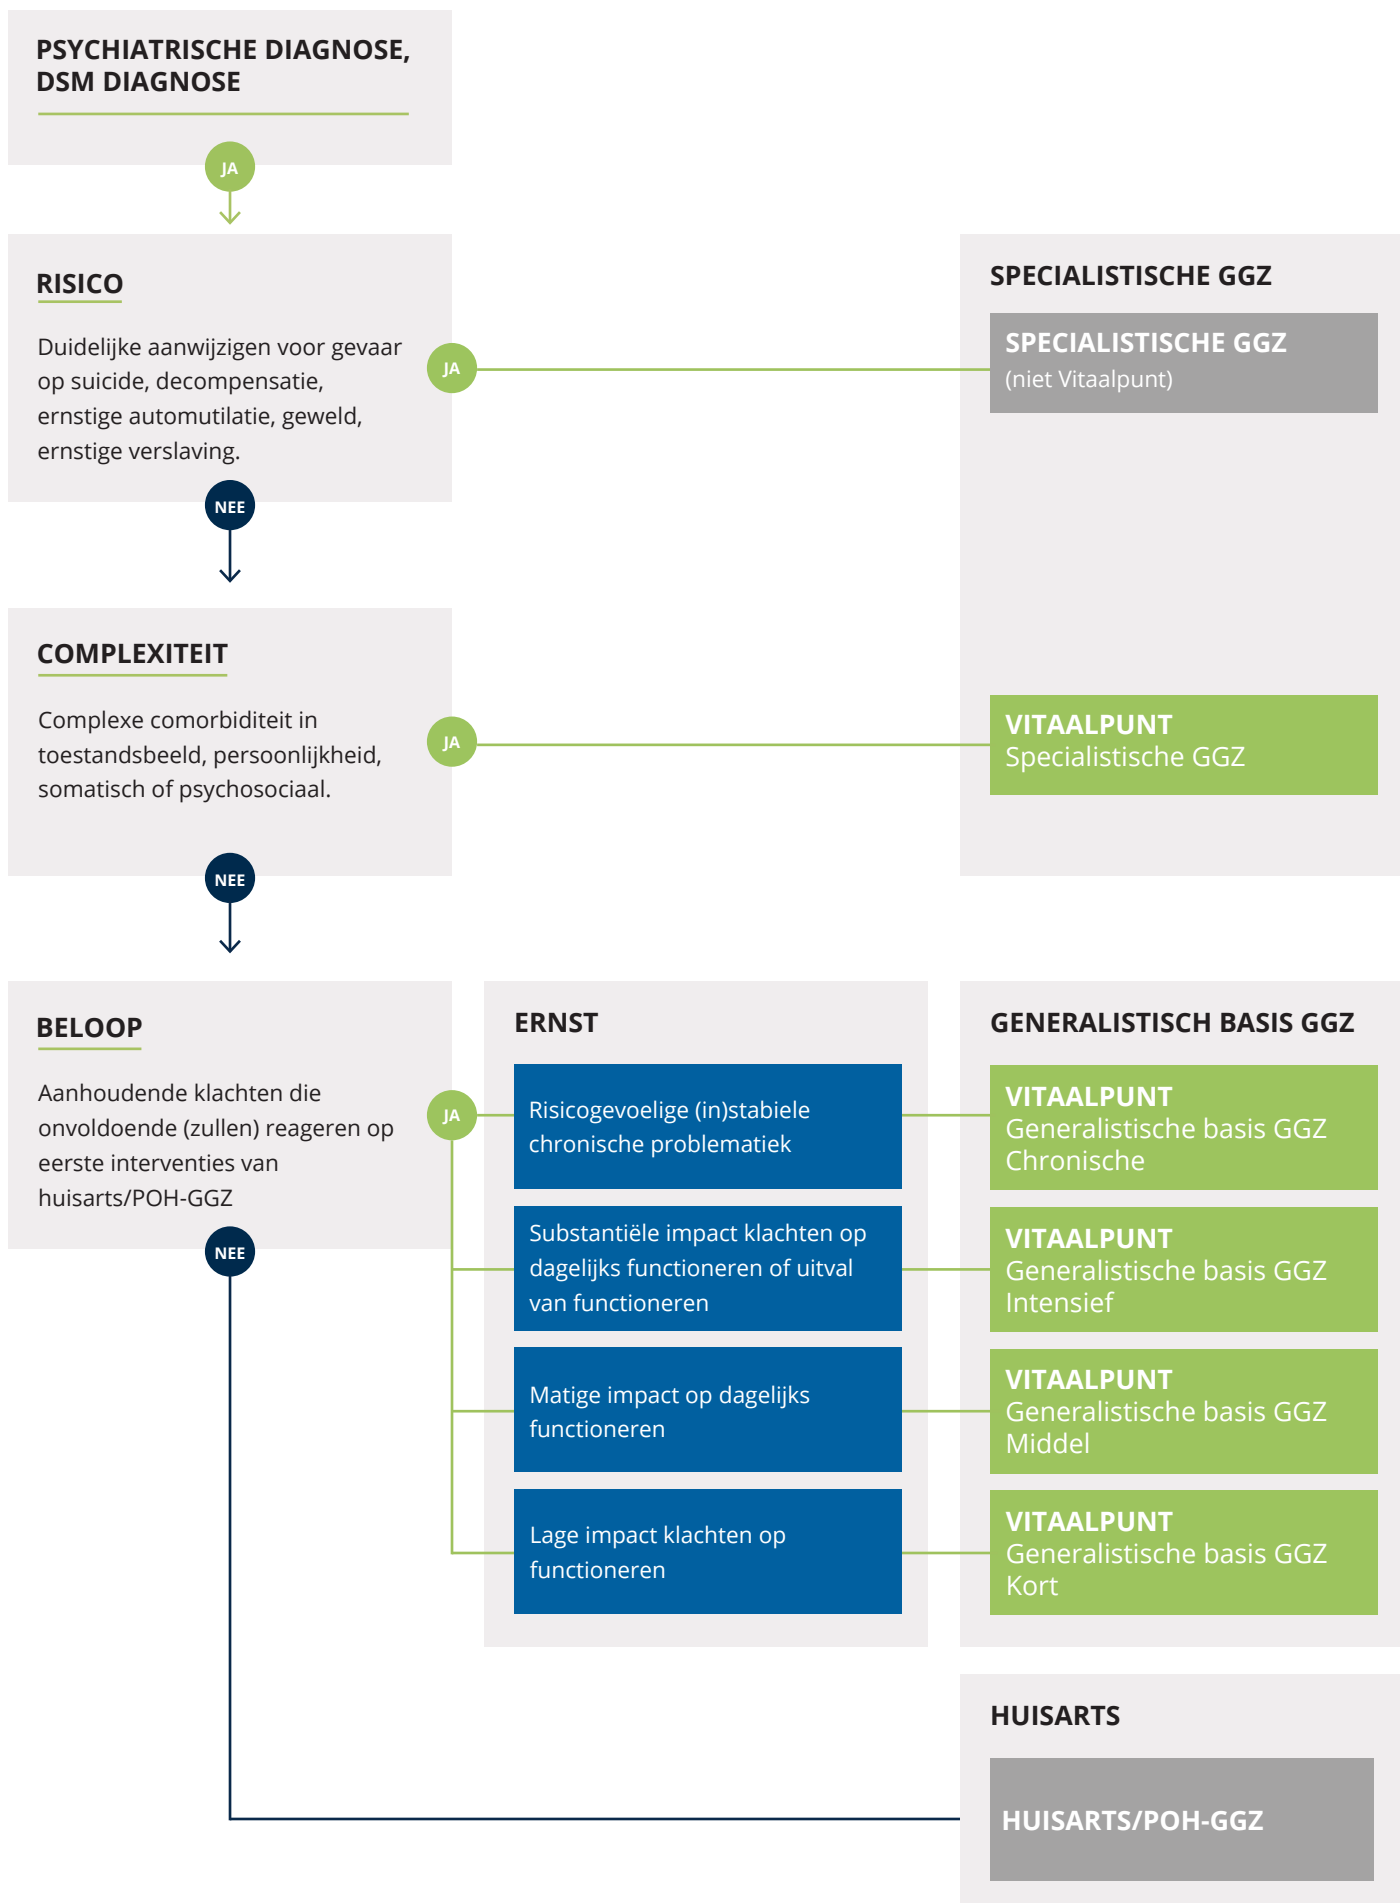 PSYCHIATRISCHE DIAGNOSE,
DSM DIAGNOSE
JA
RISICO
Duidelijke aanwijzigen voor gevaar
op suicide, decompensatie,
ernstige automutilatie, geweld,
ernstige verslaving.
JA
NEE
SPECIALISTISCHE GGZ
SPECIALISTISCHE GGZ
(niet Vitaalpunt)
COMPLEXITEIT
Complexe comorbiditeit in
toestandsbeeld, persoonlijkheid,
somatisch of psychosociaal.
JA
NEE
VITAALPUNT
Specialistische GGZ
BELOOP
Aanhoudende klachten die
onvoldoende (zullen) reageren op
eerste interventies van
huisarts/POH-GGZ
JA
NEE
ERNST
Risicogevoelige (in)stabiele
chronische problematiek
Substantiële impact klachten op
dagelijks functioneren of uitval
van functioneren
Matige impact op dagelijks
functioneren
Lage impact klachten op
functioneren
GENERALISTISCH BASIS GGZ
VITAALPUNT
Generalistische basis GGZ
Chronische
VITAALPUNT
Generalistische basis GGZ
Intensief
VITAALPUNT
Generalistische basis GGZ
Middel
VITAALPUNT
Generalistische basis GGZ
Kort
HUISARTS
HUISARTS/POH-GGZ